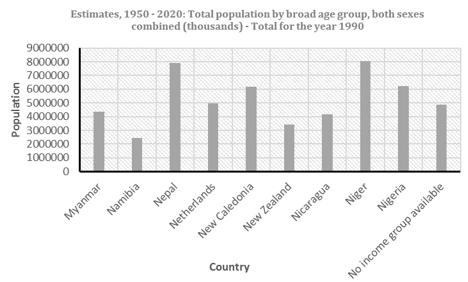 Estimates, 1950 - 2020: Total population by broad age group, both sexes
combined (thousands) - Total for the year 1990
9000000
8000000
7000000
6000000
5000000
4000000
3000000
2000000
1000000
0
Population
Myanmar
Namibia
Nepal
Netherlands
New Caledonia
New Zealand
Nicaragua
Niger
Nigeria
No income group available
Country